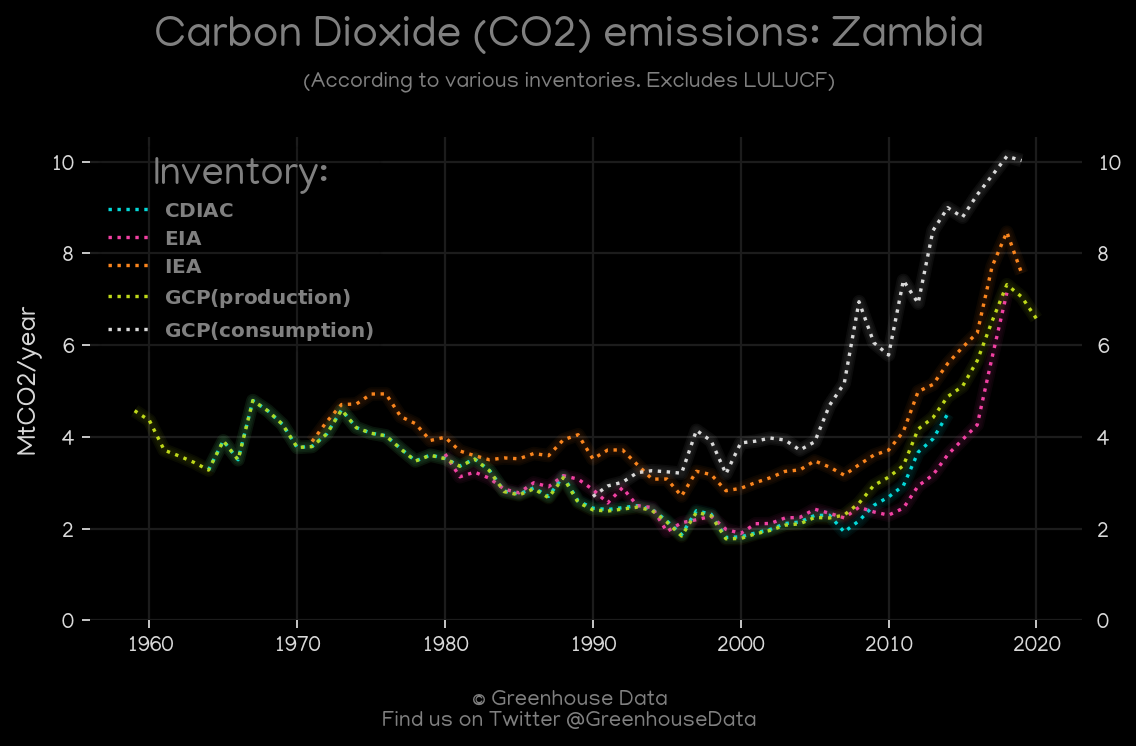 Carbon Dioxide (CO2) emissions: Zambia
(According to various inventories. Excludes LULUCF)
Inventory:
CDIAC
EIA
IEA
GCP(production)
GCP(consumption)
MtCO2/year
10
8
6
4
2
0
10
8
6
4
2
0
1960 1970 1980 1990 2000 2010 2020
© Greenhouse Data
Find us on Twitter @GreenhouseData